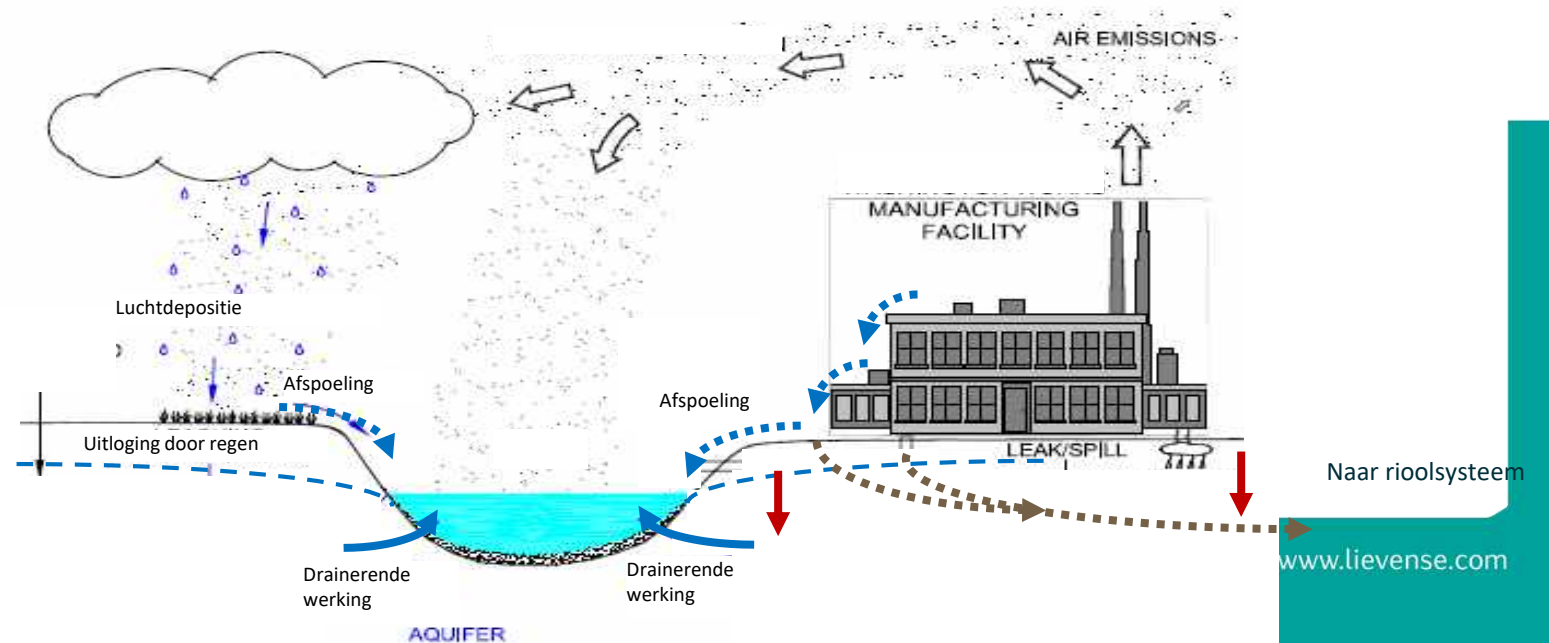 AIR EMISSIONS
MANUFACTURING
FACILITY
Luchtdepositie
Afspoeling
Afspoeling
Uitloging door regen
LEAK/SPILL
Naar rioolsysteem
www.lievense.com
Drainerende
werking
Drainerende
werking
AQUIFER